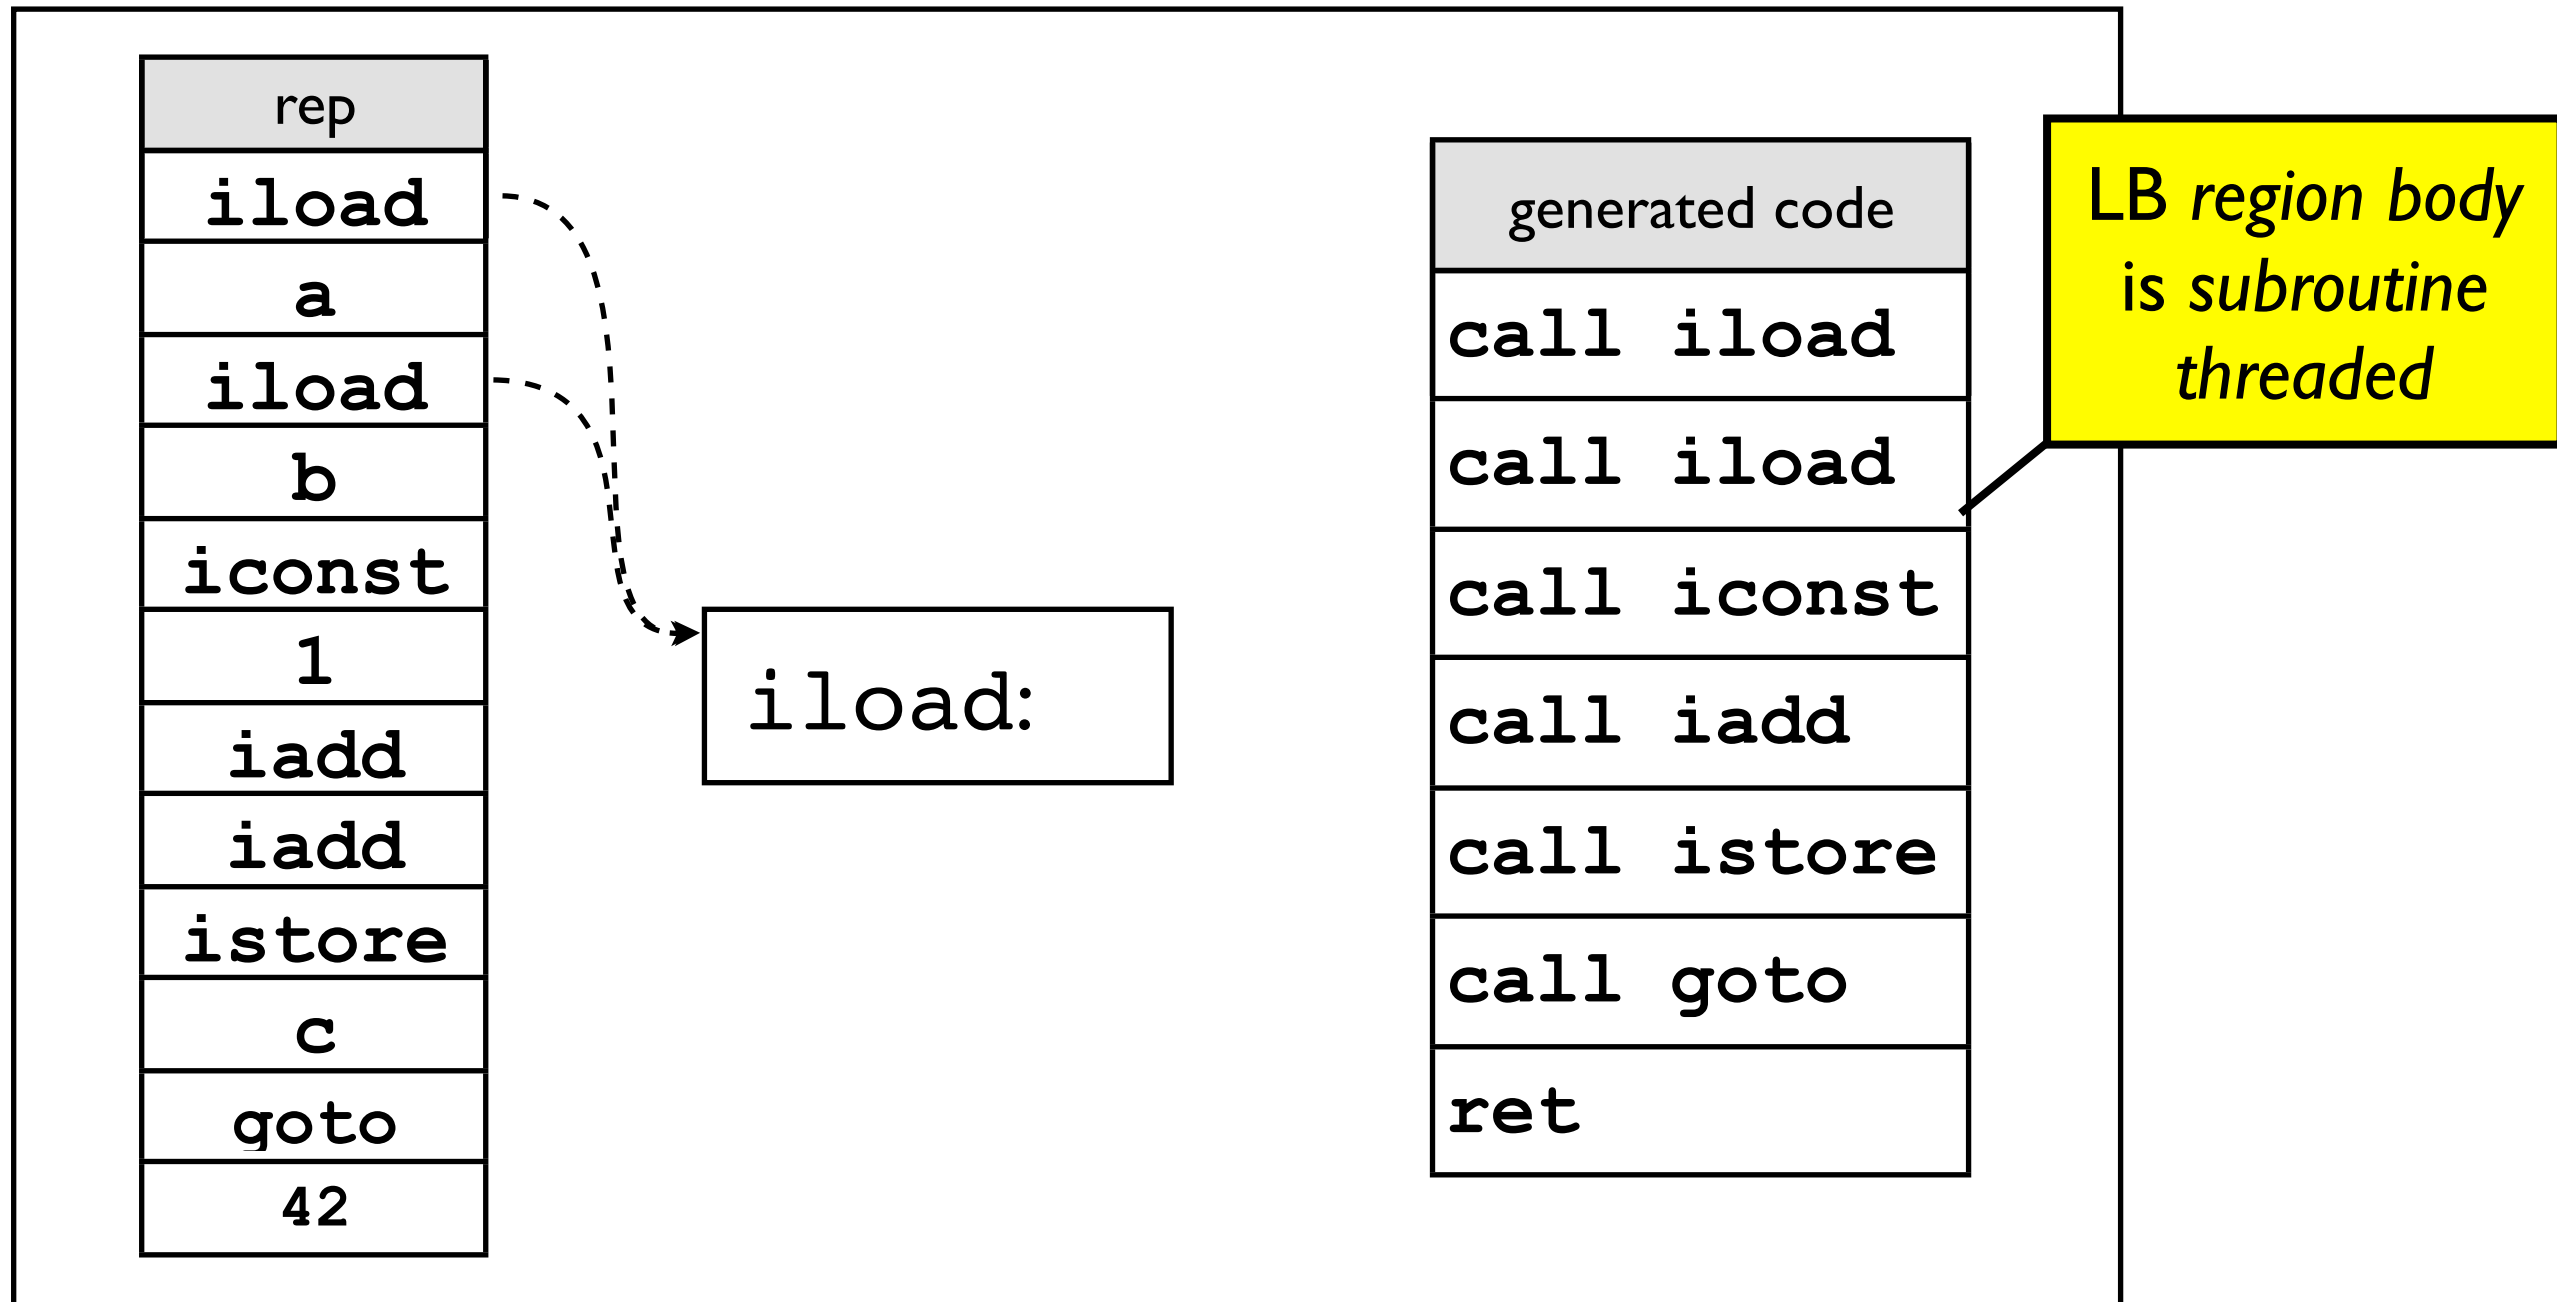 rep
iload
a
iload
b
iconst
1
iadd
iadd
istore
c
goto
42
iload:
generated code
call iload
call iload
call iconst
call iadd
call istore
call goto
ret
LB region body
is subroutine
threaded